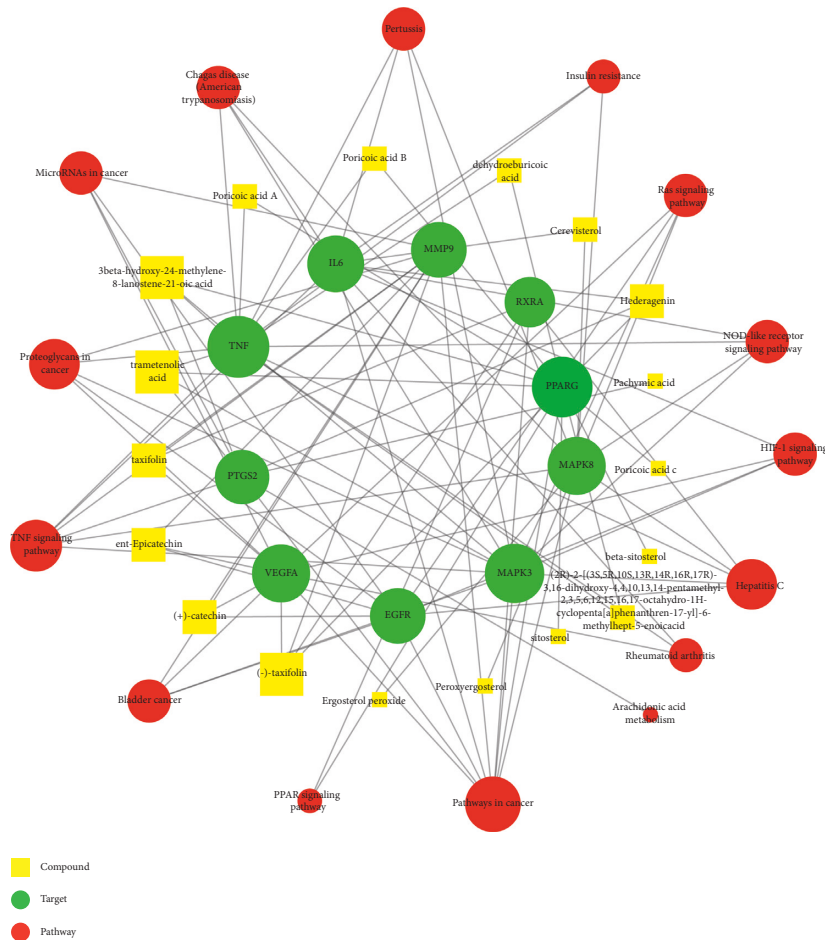 Pertussis
Chagas disease
(American
trypanosomiasis)
Insulin resistance
MicroRNAs in cancer
Poricoic acid B
dehydroeburicoic
acid
Poricoic acid A
Ras signaling
pathway
Cerevisterol
3beta-hydroxy-24-methylene-
8-lanostene-21-oic acid
IL6
MMP9
RXRA
Hederagenin
TNF
NOD-like receptor
signaling pathway
Proteoglycans in
cancer
trametenolic
acid
PPARG
Pachymic acid
taxifolin
PTGS2
MAPK8
Poricoic acid c
HIF-1 signaling
pathway
TNF signaling
pathway
ent-Epicatechin
VEGFA
MAPK3
beta-sitosterol
(2R)-2-[(3S,5R,10S,13R,14R,16R,17R)-
3,16-dihydroxy-4,4,10,13,14-pentamethyl-
2,3,5,6,12,15,16,17-octahydro-1H-
cyclopenta[a]phenanthren-17-yl]-6-
methylhept-5-enoicacid
Hepatitis C
(+)-catechin
EGFR
sitosterol
Rheumatoid arthritis
(-)-taxifolin
Bladder cancer
Ergosterol peroxide
Peroxyergosterol
Arachidonic acid
metabolism
PPAR signaling
pathway
Pathways in cancer
Compound
Target
Pathway